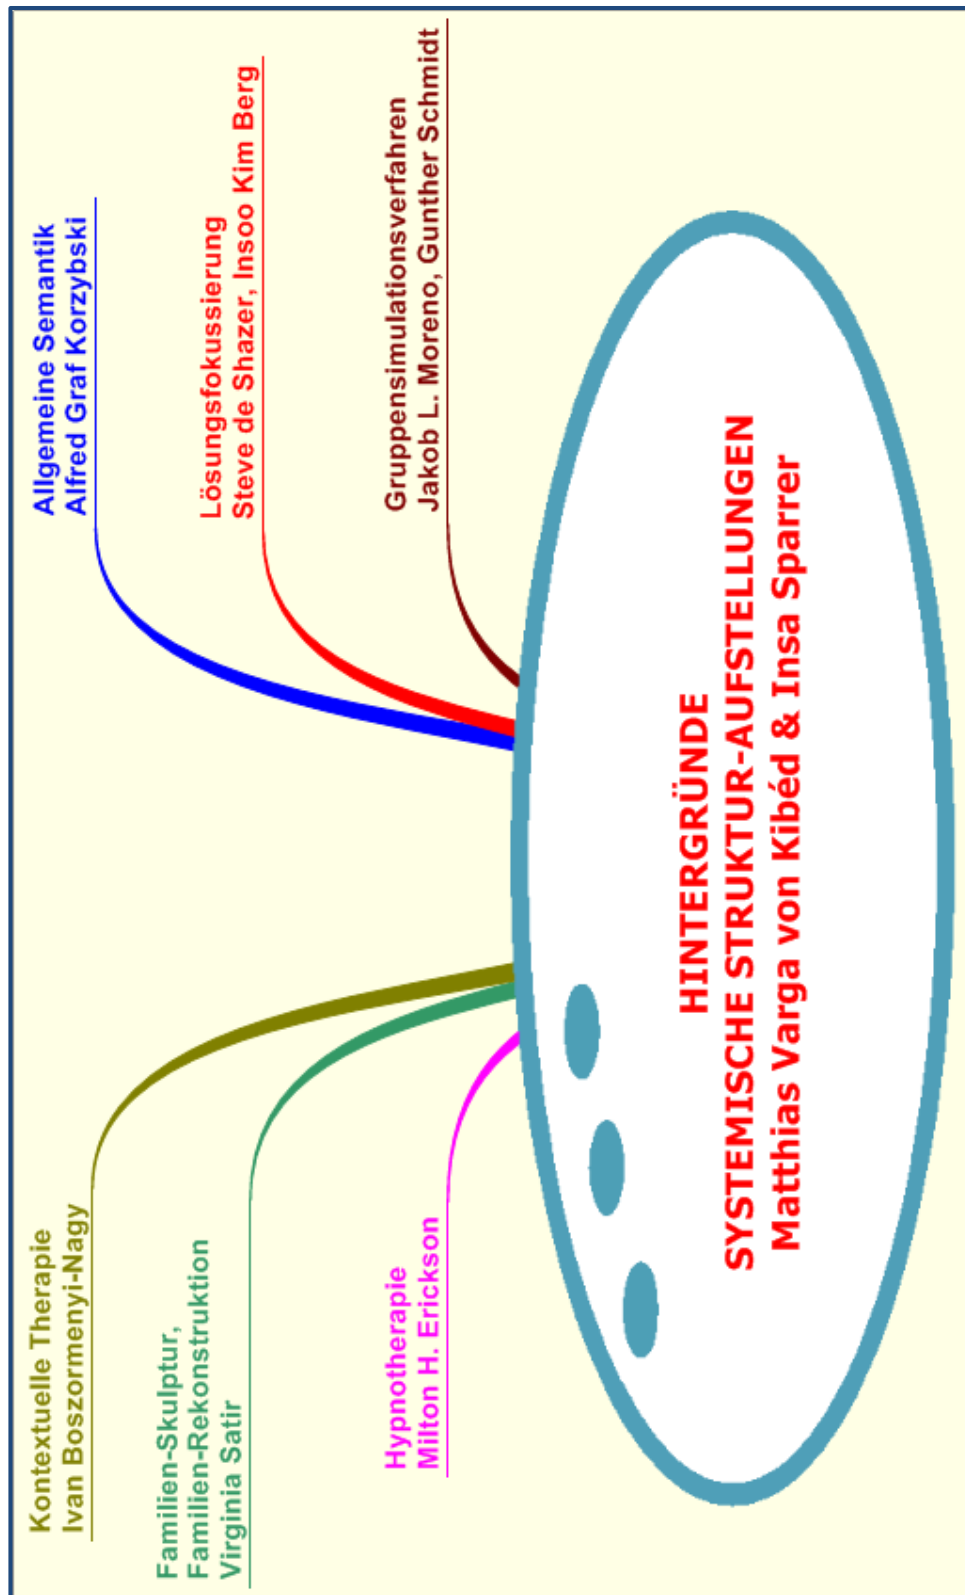 Kontextuelle Therapie
Ivan Boszormenyi-Nagy
Familien-Skulptur,
Familien-Rekonstruktion
Virginia Satir
Hypnotherapie
Milton H. Erickson
Allgemeine Semantik
Alfred Graf Korzybski
Lösungsfokussierung
Steve de Shazer, Insoo Kim Berg
Gruppensimulationsverfahren
Jakob L. Moreno, Gunther Schmidt
HINTERGRÜNDE
SYSTEMISCHE STRUKTUR-AUFSTELLUNGEN
Matthias Varga von Kibéd & Insa Sparrer